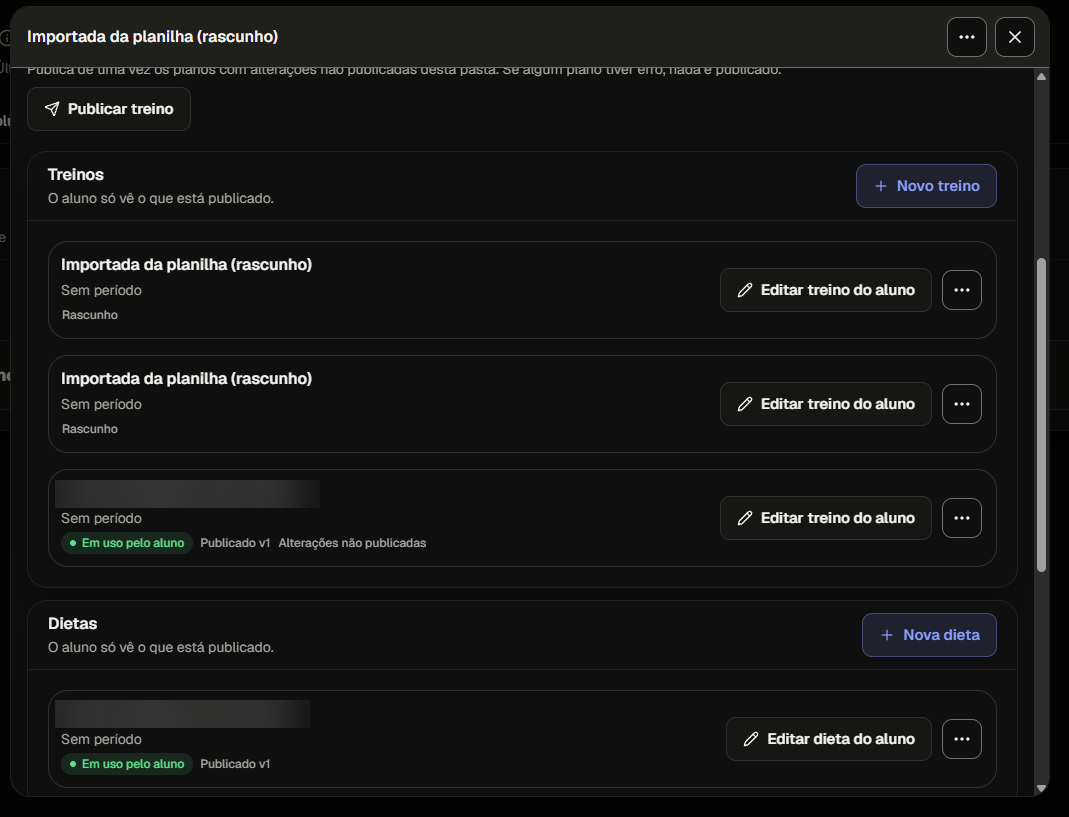 Importada da planilha (rascunho)
Publica de uma vez os planos com alterações não publicadas desta pasta. Se algum plano tiver erro, nada é publicado.
Publicar treino
Treinos
O aluno só vê o que está publicado.
+ Novo treino
Importada da planilha (rascunho)
Sem período
Rascunho
Editar treino do aluno
Importada da planilha (rascunho)
Sem período
Rascunho
Editar treino do aluno
Sem período
Em uso pelo aluno Publicado v1 Alterações não publicadas
Editar treino do aluno
Dietas
O aluno só vê o que está publicado.
+ Nova dieta
Sem período
Em uso pelo aluno Publicado v1
Editar dieta do aluno